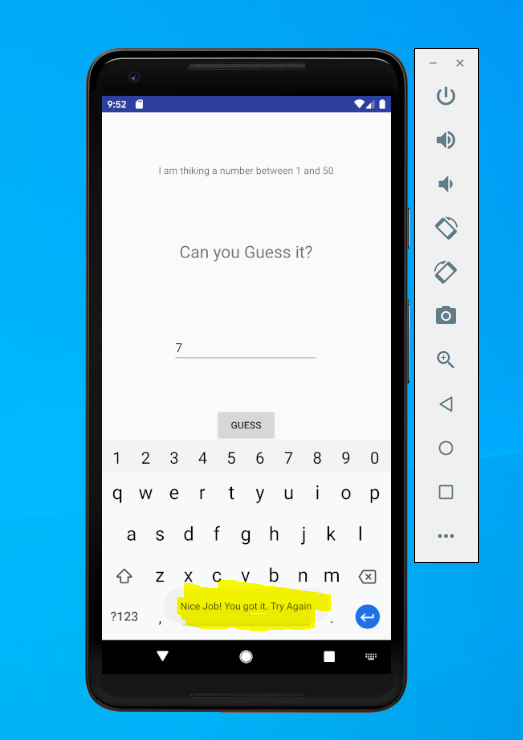 9:52
I am thiking a number between 1 and 50
Can you Guess it?
7
GUESS
1 2 3 4 5 6 7 8 9 0
q w e r t y u i o p
a s d f g h j k l
z x c v b n m
?123 , .
Nice Job! You got it. Try Again